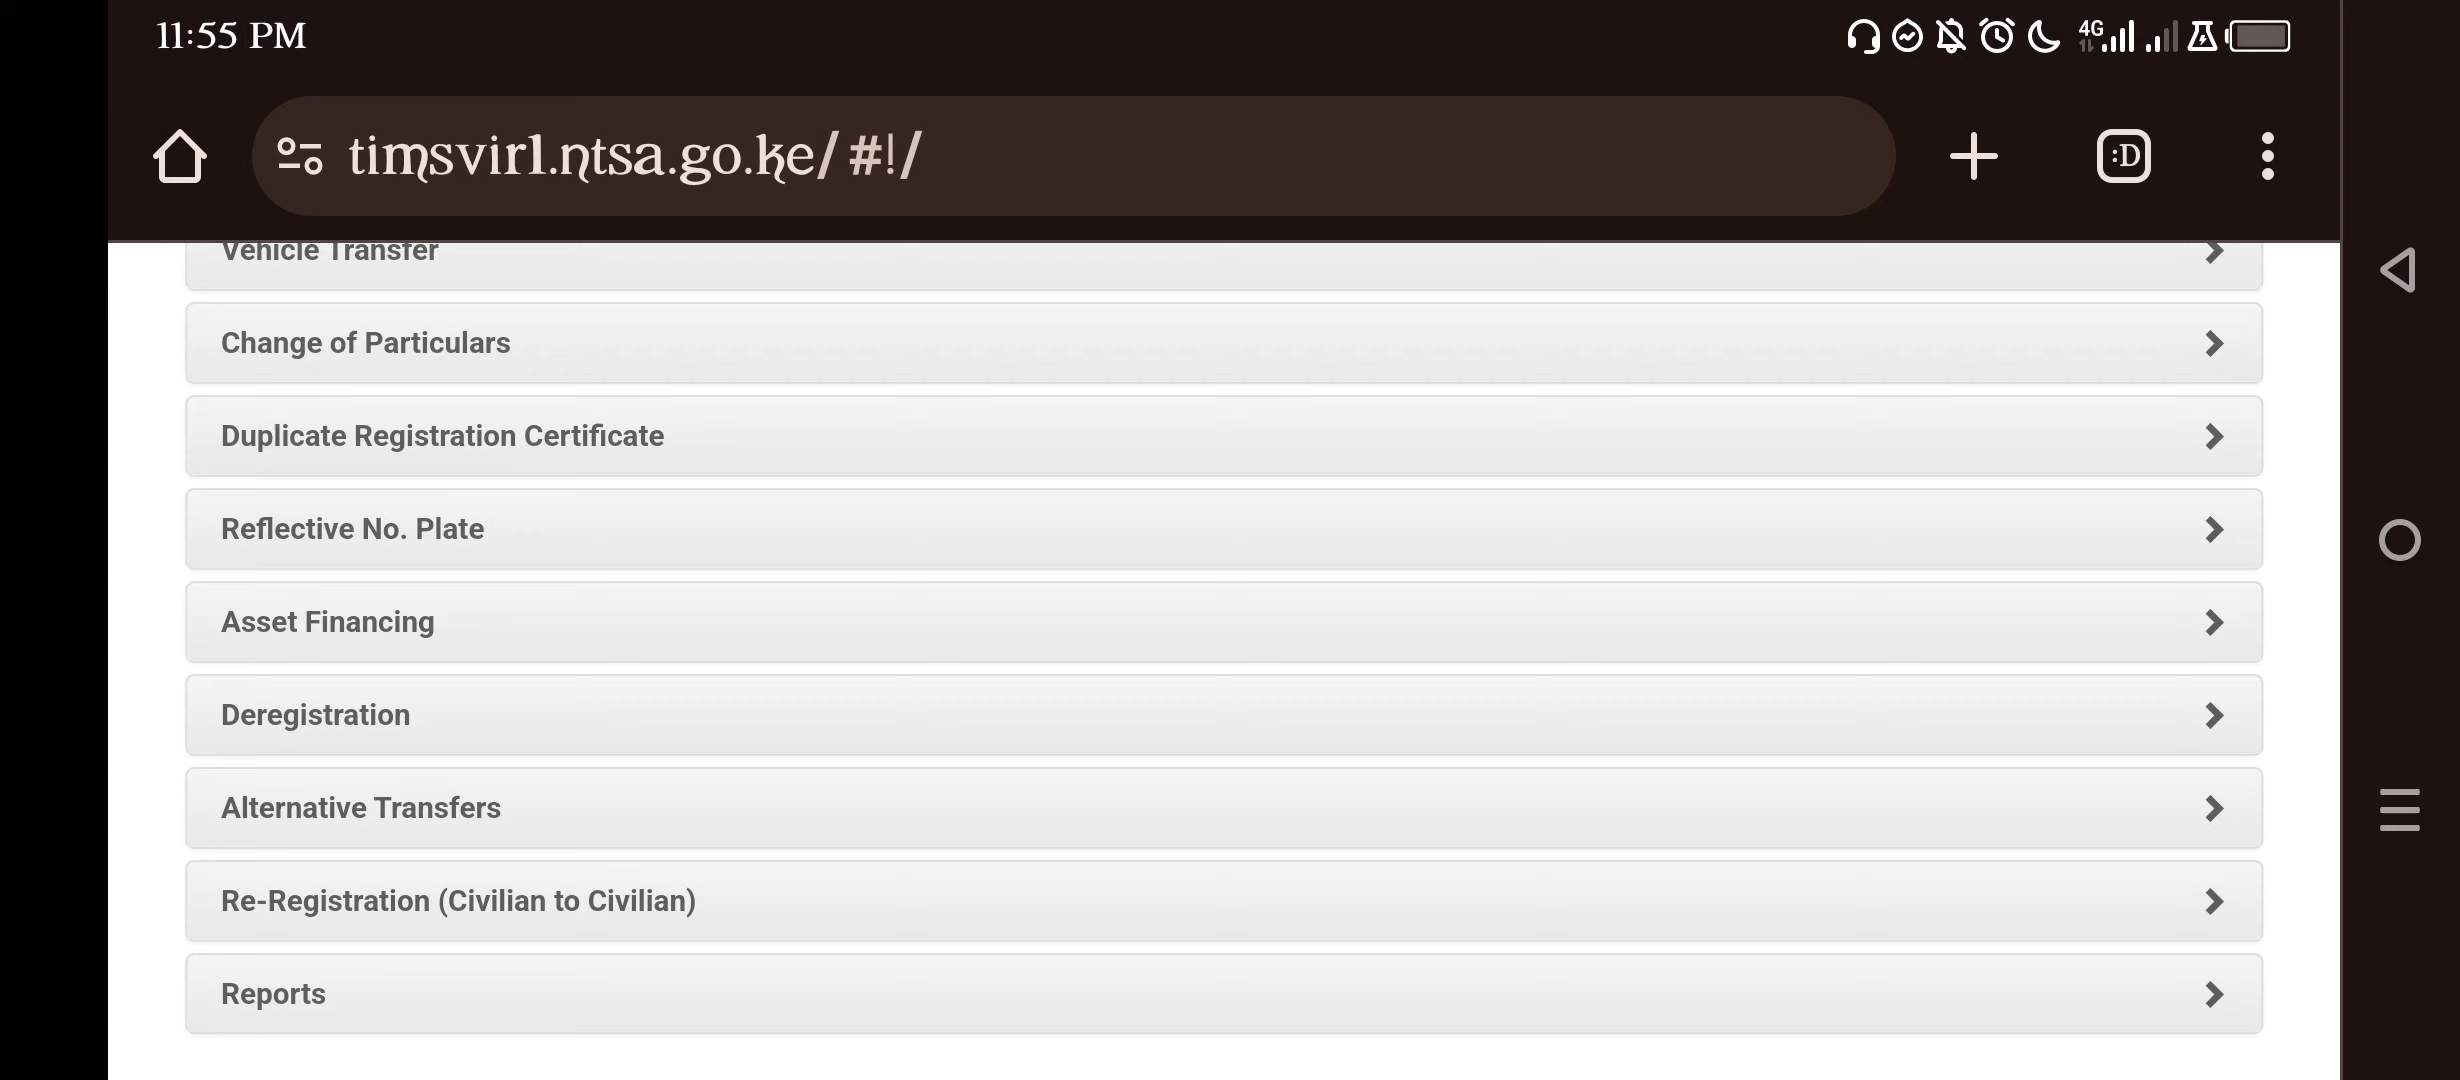 11:55 PM
4G
timsvirl.ntsa.go.ke/#!/
:D
Vehicle Transfer
Change of Particulars
Duplicate Registration Certificate
Reflective No. Plate
Asset Financing
Deregistration
Alternative Transfers
Re-Registration (Civilian to Civilian)
Reports